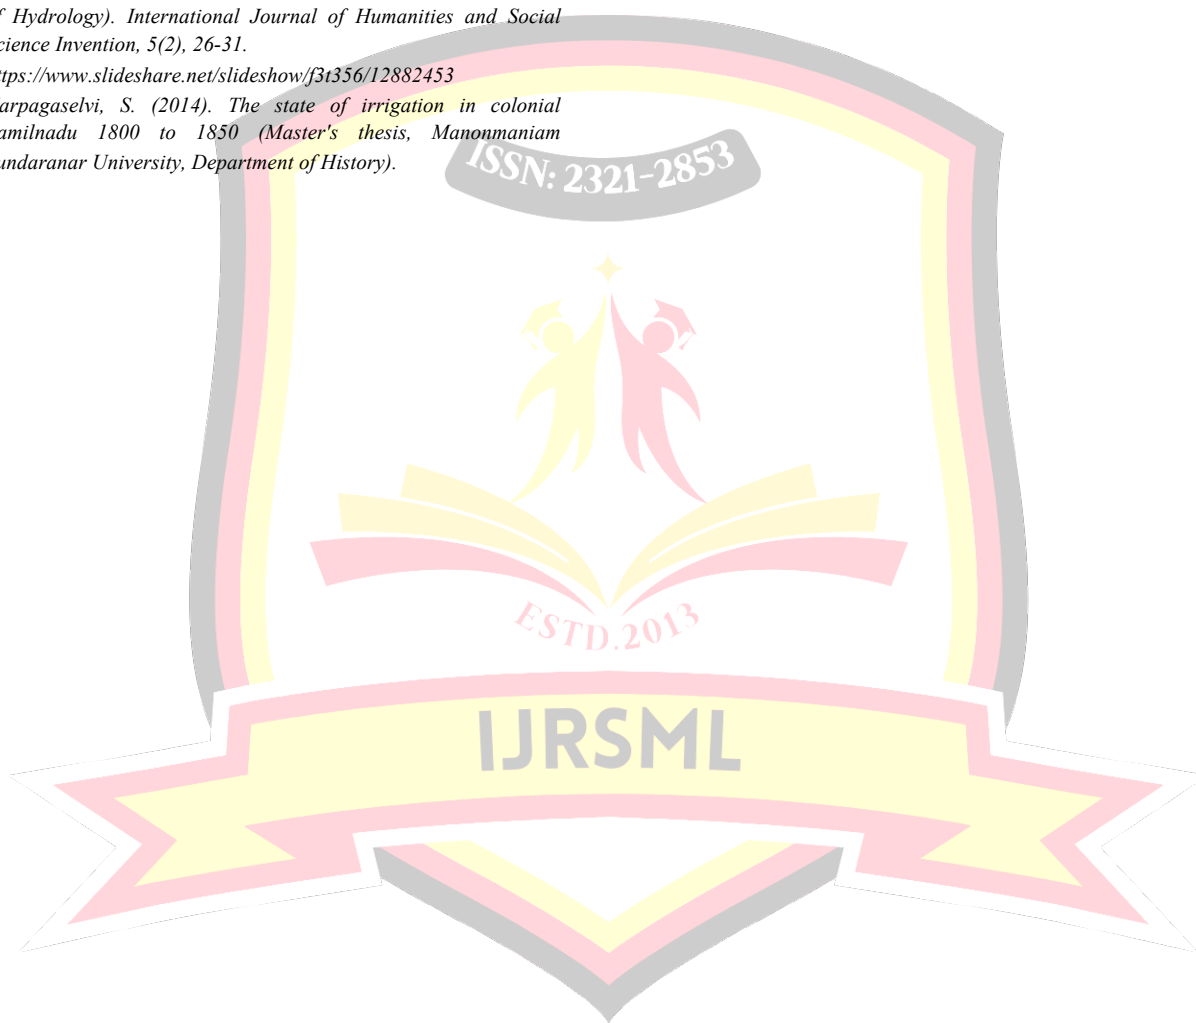 f Hydrology). International Journal of Humanities and Social
cience Invention, 5(2), 26-31.
ttps://www.slideshare.net/slideshow/f3t356/12882453
arpagaselvi, S. (2014). The state of irrigation in colonial
amilnadu 1800 to 1850 (Master's thesis, Manonmaniam
undaranar University, Department of History).
ISSN: 2321-2853
ESTD.2013
IJRSML